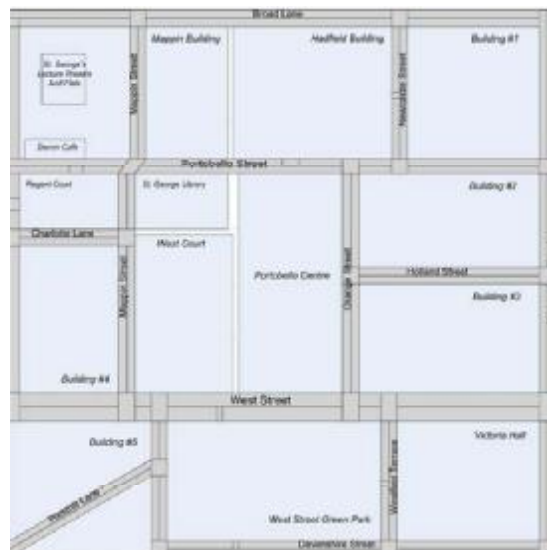 Broad Lane
Mappin Building
Hadfield Building
Building #1
St. George's
Lecture Theatre
Mappin Street
Newcastle Street
Portobello Street
Regent Court
St. George Library
Building #2
Charlotte Lane
West Court
Mappin Street
Portobello Centre
Orange Street
Holland Street
Building #3
Building #4
West Street
Building #5
Victoria Hall
Westfield Terrace
West Street Green Park
Devonshire Street